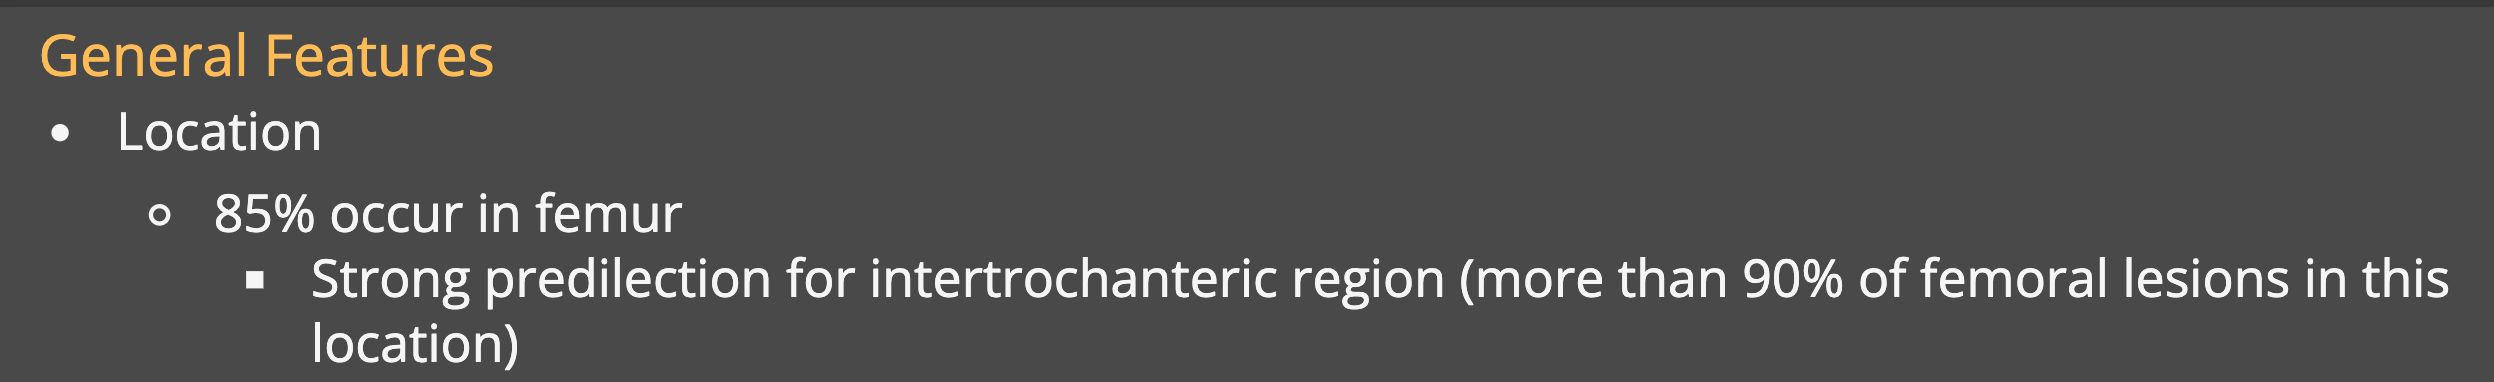 General Features
• Location
◦ 85% occur in femur
▪ Strong predilection for intertrochanteric region (more than 90% of femoral lesions in this
location)